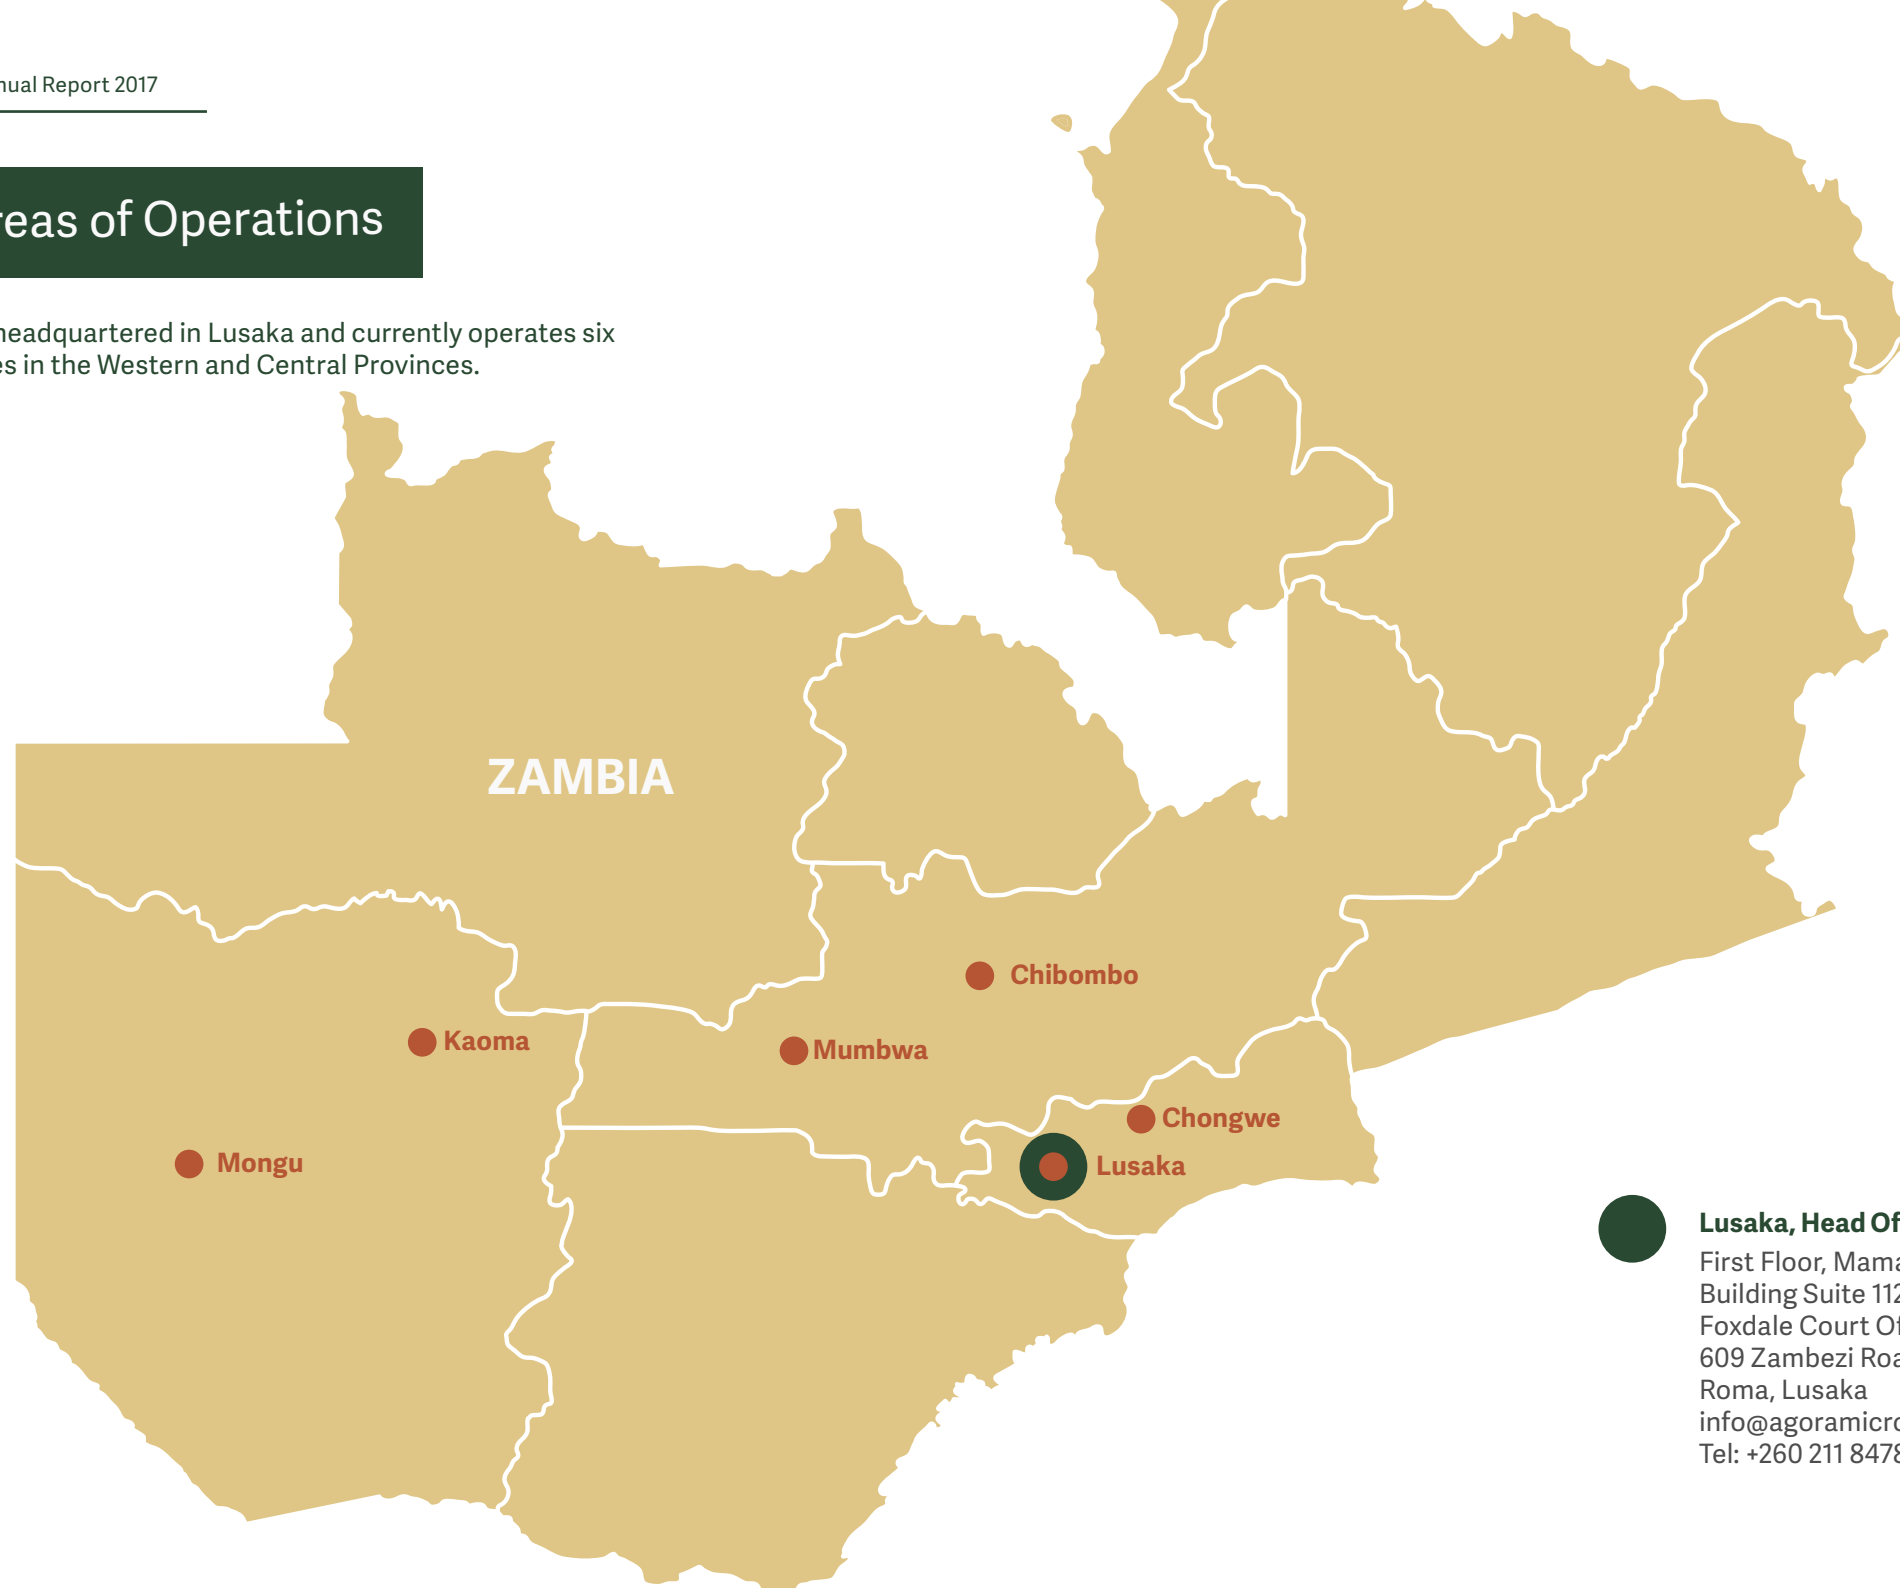 nual Report 2017
reas of Operations
headquartered in Lusaka and currently operates six
es in the Western and Central Provinces.
ZAMBIA
Chibombo
Kaoma
Mumbwa
Chongwe
Mongu
Lusaka
Lusaka, Head Of
First Floor, Mama
Building Suite 112
Foxdale Court Of
609 Zambezi Roa
Roma, Lusaka
info@agoramicro
Tel: +260 211 8478